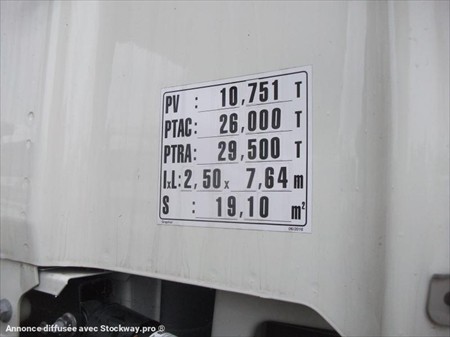 PV : 10,751 T
PTAC: 26,000 T
PTRA: 29,500 T
lxL: 2,50 x 7,64 m
S : 19,10 m²
Annonce diffusée avec Stockway.pro ®